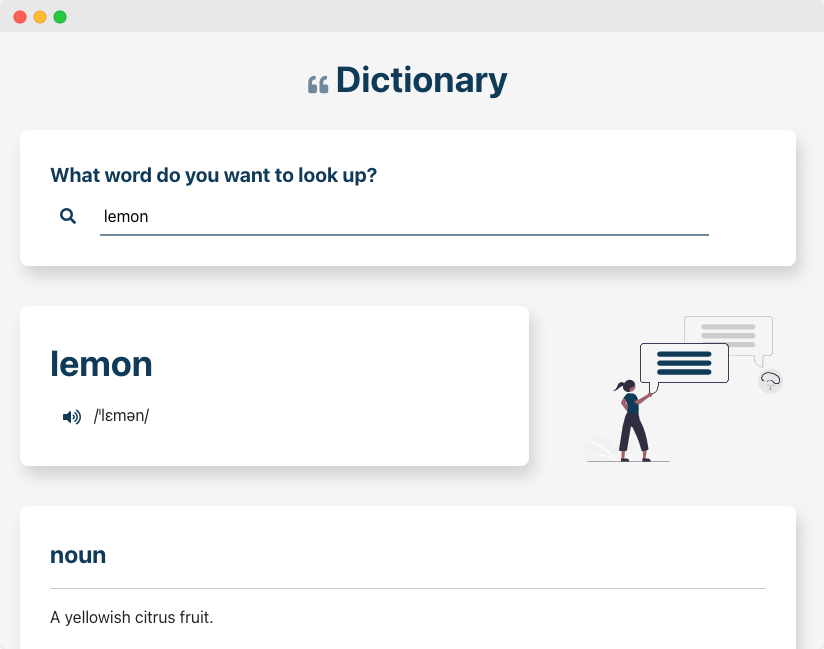 Dictionary
What word do you want to look up?
lemon
lemon
/ˈlɛmən/
noun
A yellowish citrus fruit.